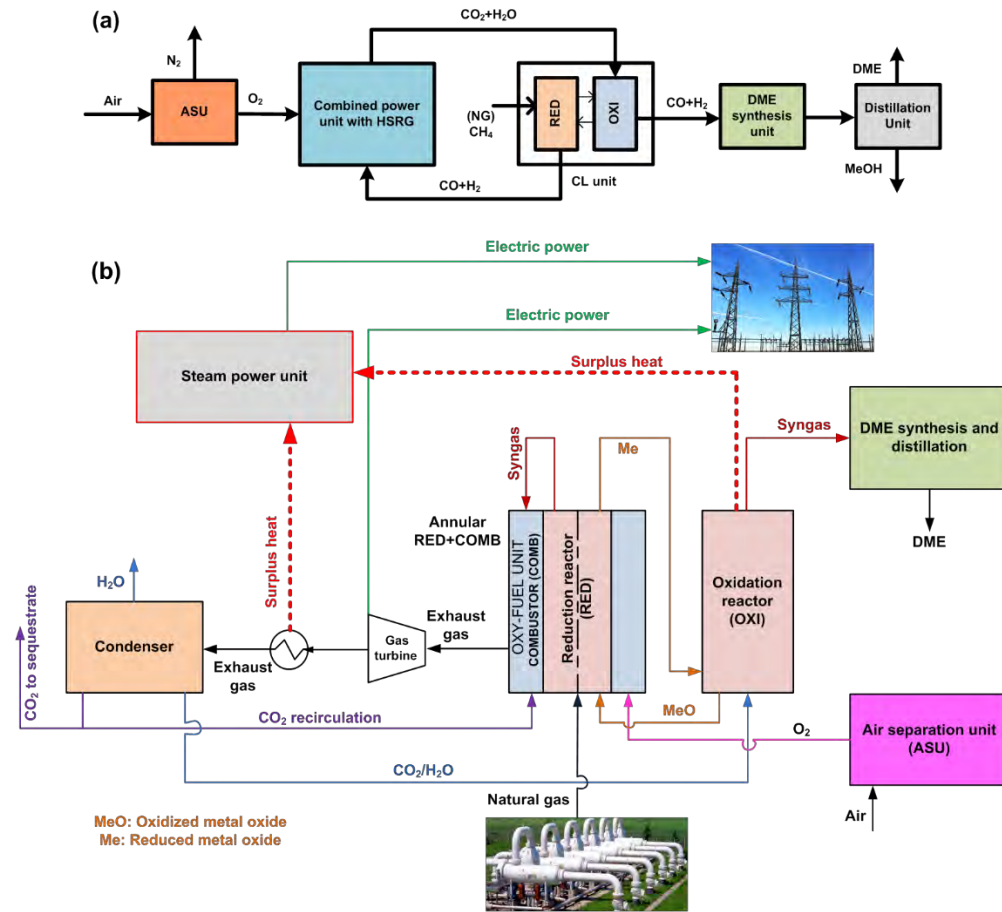 (a)
CO₂+H₂O
N₂
Air
ASU
O₂
Combined power
unit with HSRG
(NG)
CH₄
RED
OXI
CO+H₂
DME
synthesis
unit
DME
Distillation
Unit
MeOH
CO+H₂
CL unit
(b)
Electric power
Electric power
Steam power unit
Surplus heat
Syngas
DME synthesis and
distillation
DME
Syngas
Me
Annular
RED+COMB
OXY-FUEL UNIT
COMBUSTOR (COMB)
Reduction reactor
(RED)
Oxidation
reactor
(OXI)
Surplus heat
H₂O
Condenser
Exhaust
gas
Gas
turbine
Exhaust
gas
CO₂ to sequestrate
CO₂ recirculation
MeO
O₂
Air separation unit
(ASU)
CO₂/H₂O
Natural gas
Air
MeO: Oxidized metal oxide
Me: Reduced metal oxide